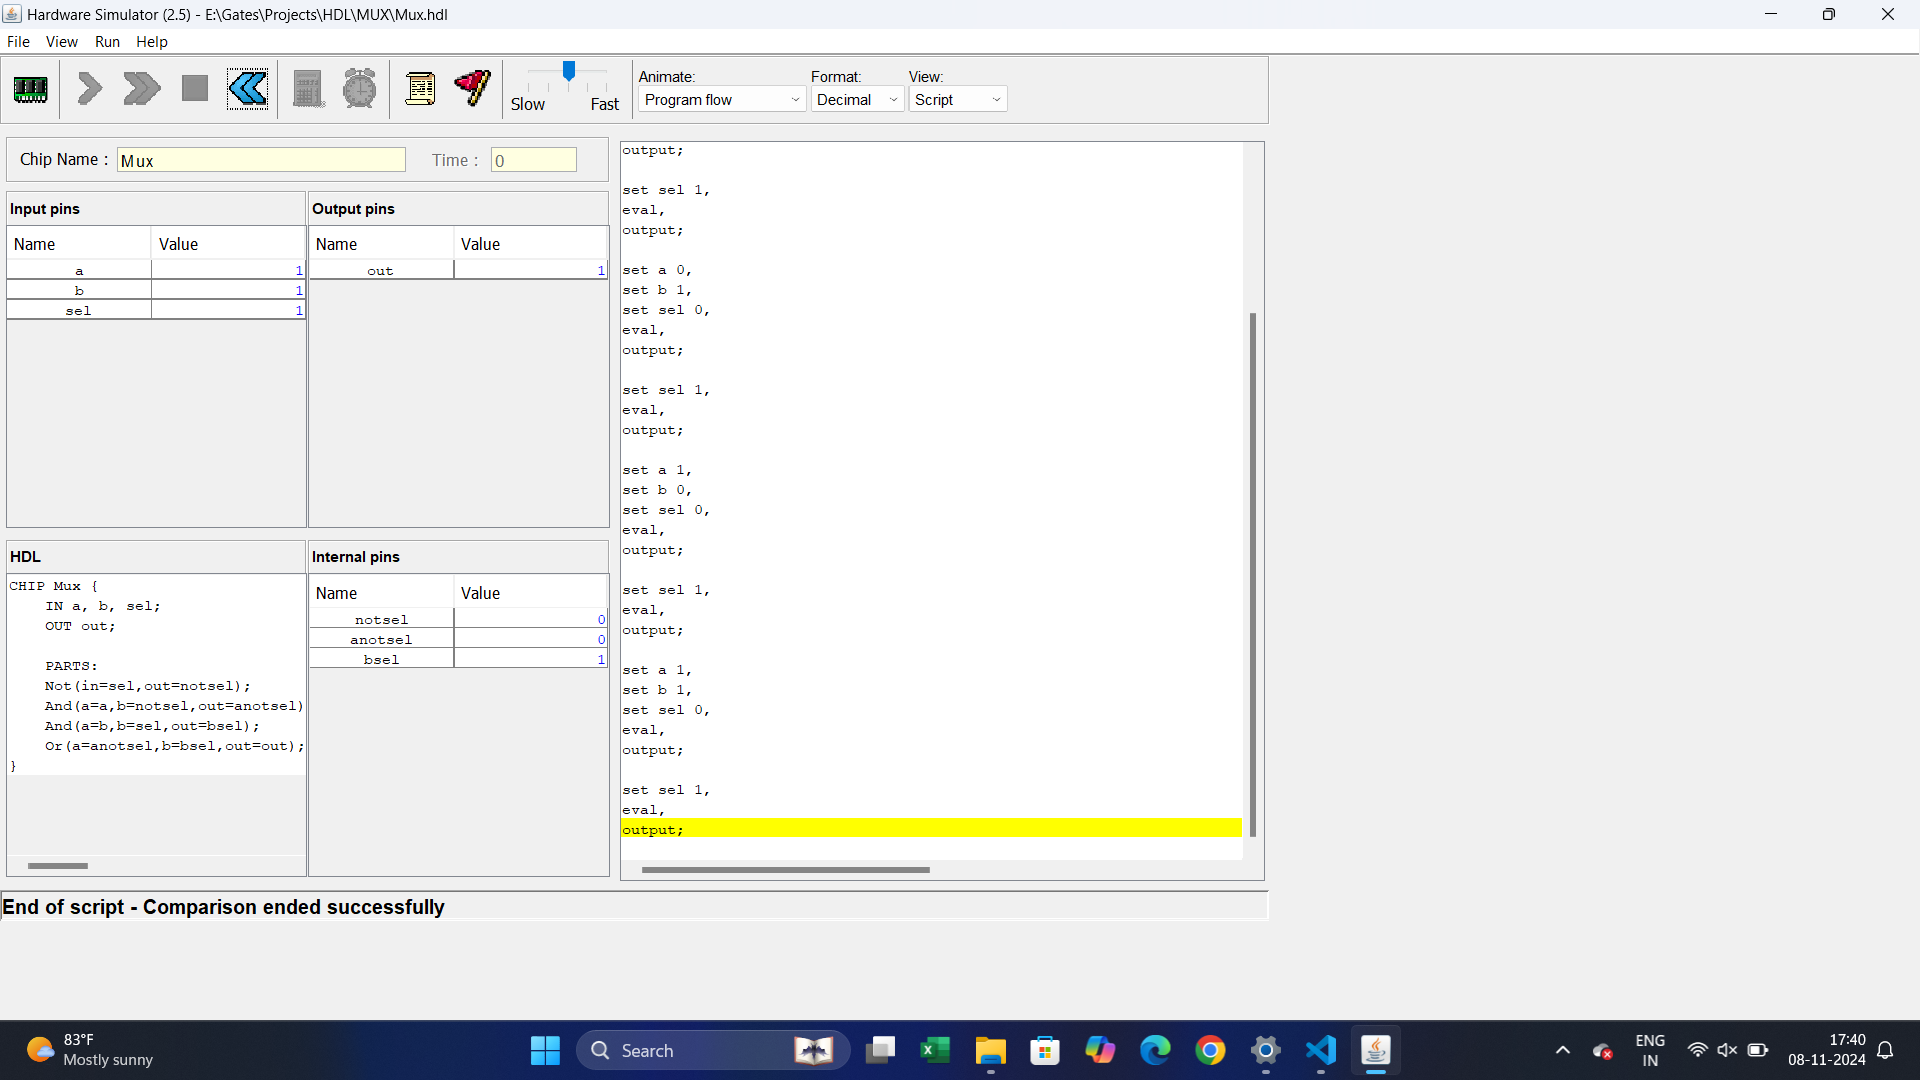 Hardware Simulator (2.5) - E:\Gates\Projects\HDL\MUX\Mux.hdl
File View Run Help
Slow Fast
Animate: Format: View:
Program flow Decimal Script
Chip Name : Mux Time : 0
Input pins
Name Value
a 1
b 1
sel 1
Output pins
Name Value
out 1
HDL
CHIP Mux {
IN a, b, sel;
OUT out;
PARTS:
Not(in=sel,out=notsel);
And(a=a,b=notsel,out=anotsel)
And(a=b,b=sel,out=bsel);
Or(a=anotsel,b=bsel,out=out);
}
Internal pins
Name Value
notsel 0
anotsel 0
bsel 1
output;
set sel 1,
eval,
output;
set a 0,
set b 1,
set sel 0,
eval,
output;
set sel 1,
eval,
output;
set a 1,
set b 0,
set sel 0,
eval,
output;
set sel 1,
eval,
output;
set a 1,
set b 1,
set sel 0,
eval,
output;
set sel 1,
eval,
output;
End of script - Comparison ended successfully
83°F
Mostly sunny
Search
ENG
IN
17:40
08-11-2024